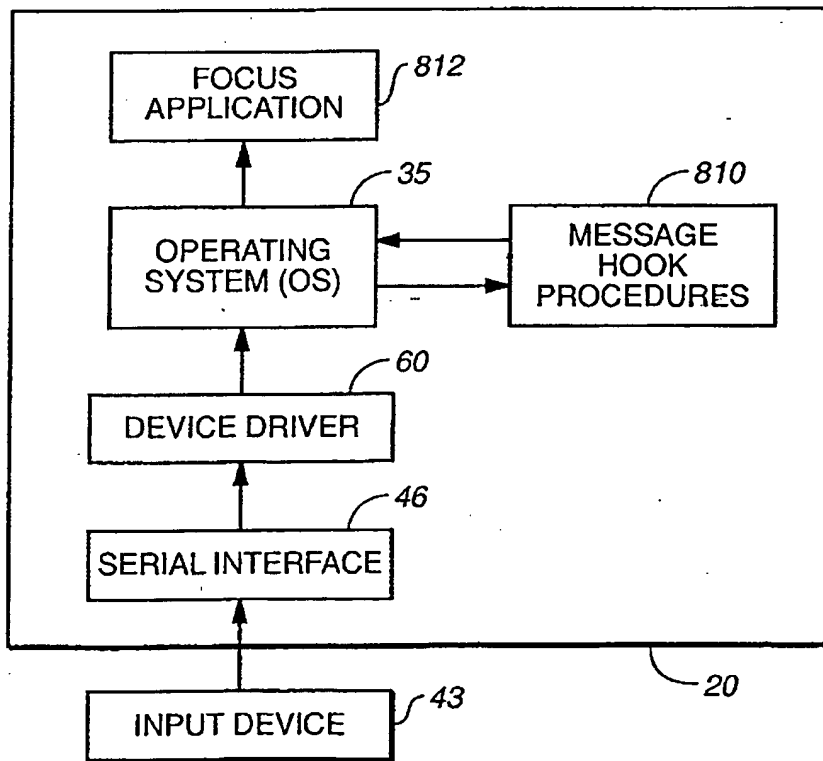 FOCUS
APPLICATION
812
35
810
OPERATING
SYSTEM (OS)
MESSAGE
HOOK
PROCEDURES
60
DEVICE DRIVER
46
SERIAL INTERFACE
20
INPUT DEVICE
43